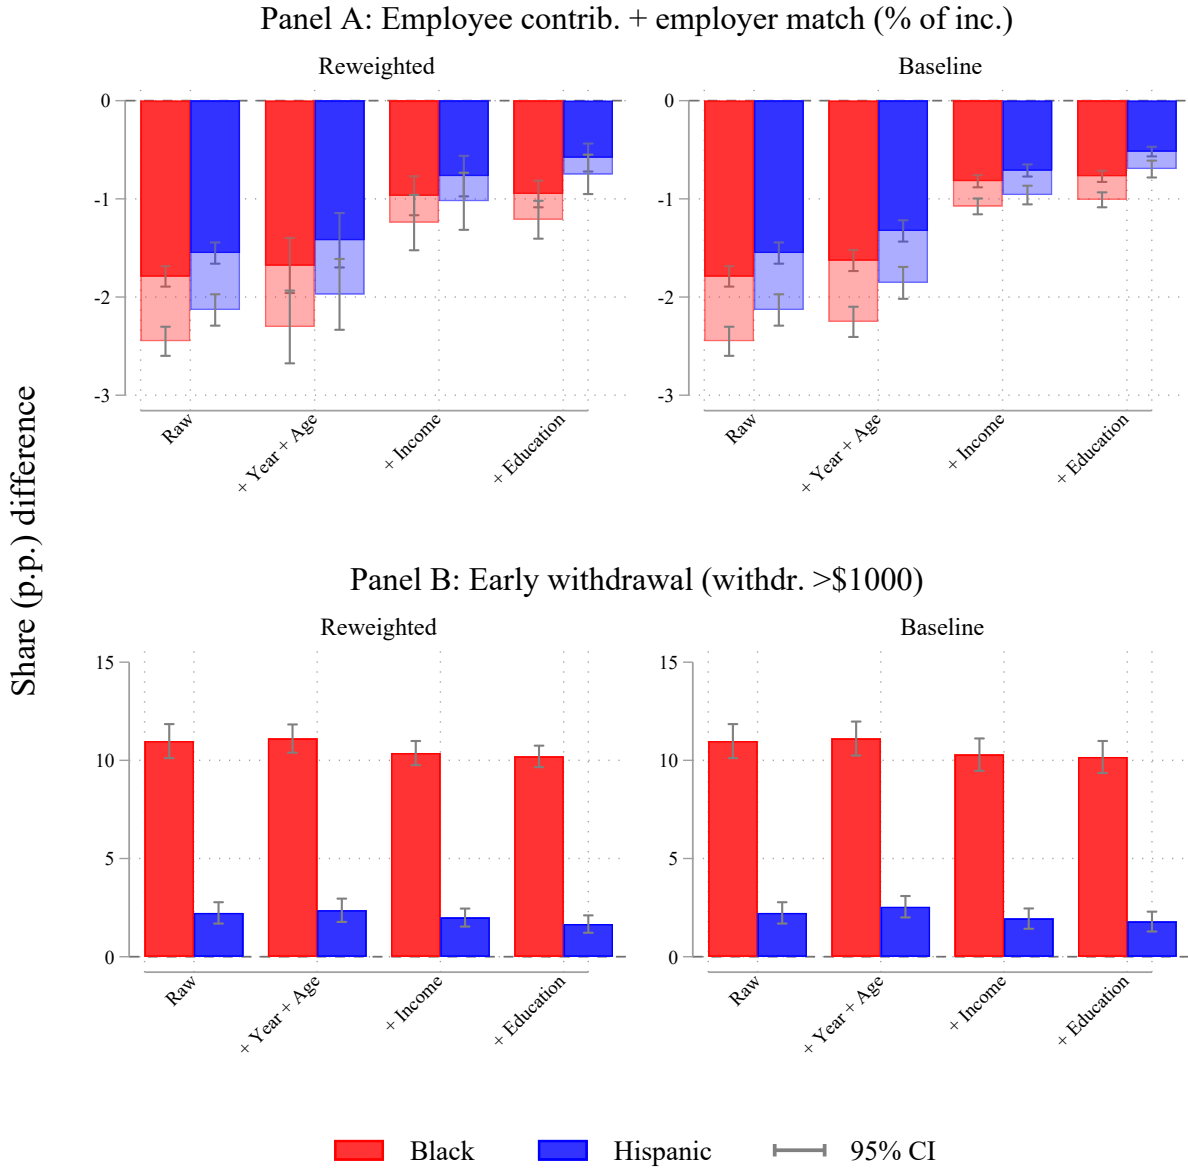 Panel A: Employee contrib. + employer match (% of inc.)
Reweighted
Baseline
0
-1
-2
-3
Raw
+ Year + Age
+ Income
+ Education
0
-1
-2
-3
Raw
+ Year + Age
+ Income
+ Education
Share (p.p.) difference
Panel B: Early withdrawal (withdr. >$1000)
Reweighted
Baseline
15
10
5
0
Raw
+ Year + Age
+ Income
+ Education
15
10
5
0
Raw
+ Year + Age
+ Income
+ Education
Black
Hispanic
95% CI